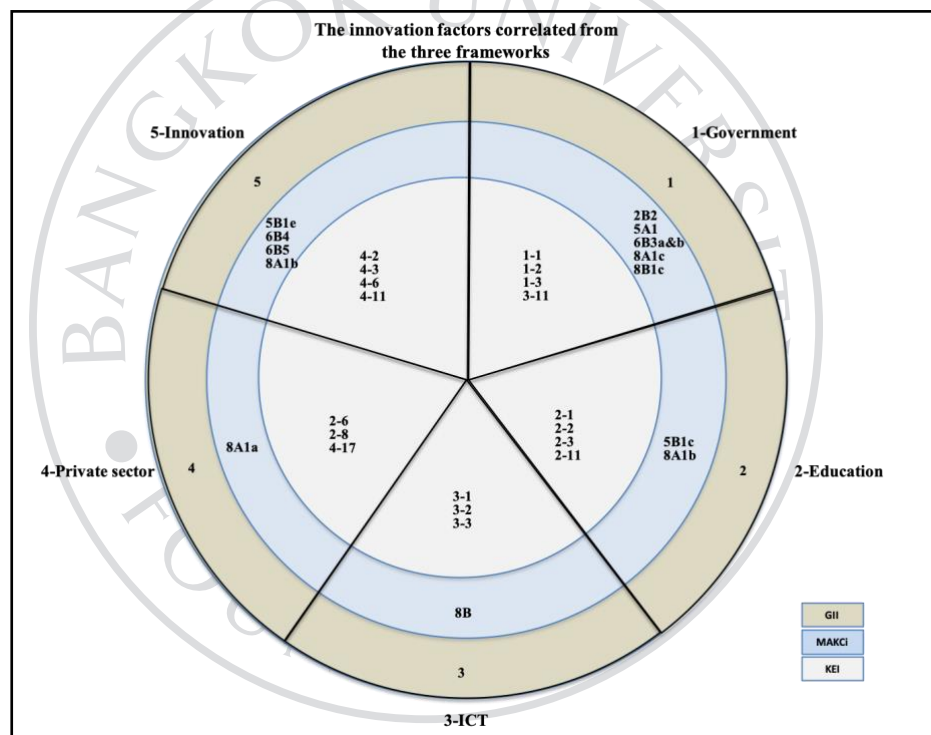 The innovation factors correlated from
the three frameworks
5-Innovation
1-Government
5
1
5B1e
6B4
6B5
8A1b
2B2
5A1
6B3a&b
8A1c
8B1c
4-2
4-3
4-6
4-11
1-1
1-2
1-3
3-11
2-6
2-8
4-17
2-1
2-2
2-3
2-11
8A1a
5B1c
8A1b
4-Private sector
4
2
2-Education
3-1
3-2
3-3
8B
3
3-ICT
GII
MAKCi
KEI
BANGKOK UNIVERSITY